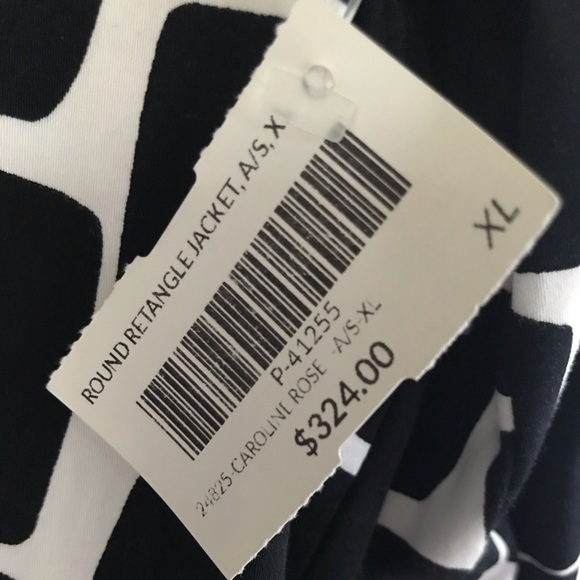 ROUND RETANGLE JACKET, A/S, X
P-41255
24825-CAROLINE ROSE -A/S-XL
$324.00
XL